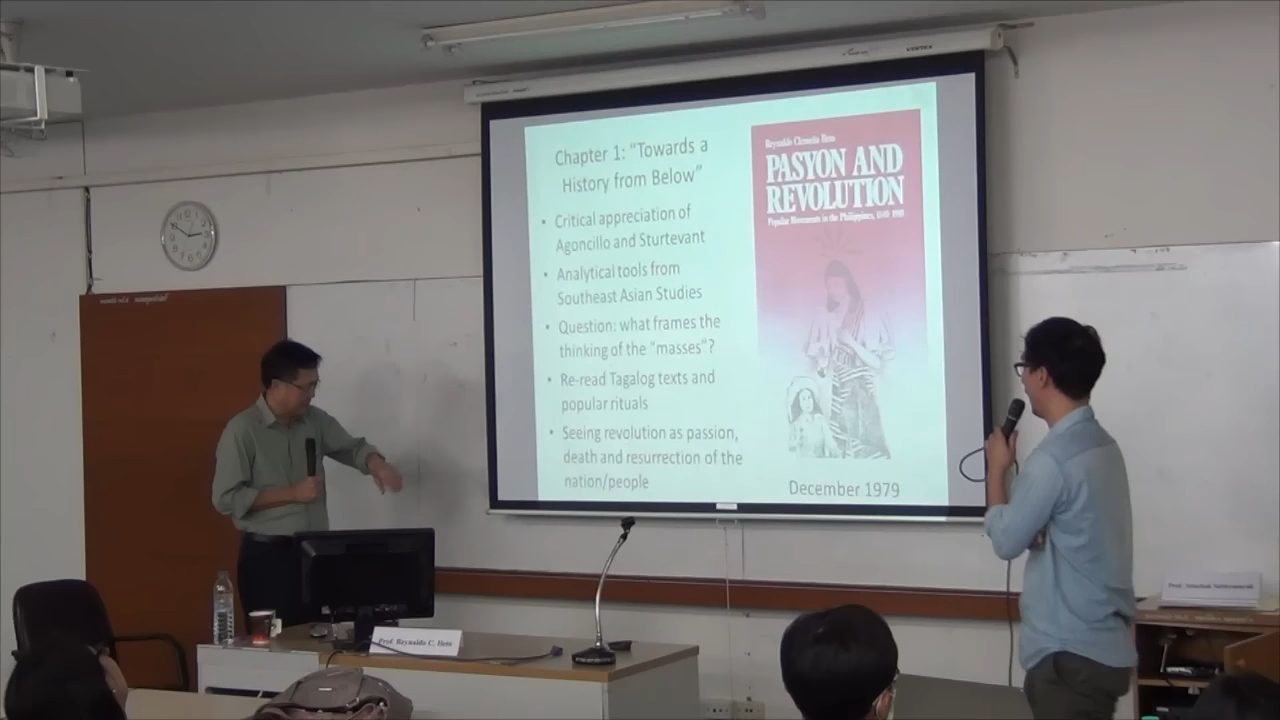 VERTEX
Chapter 1: “Towards a
History from Below”
• Critical appreciation of
Agoncillo and Sturtevant
• Analytical tools from
Southeast Asian Studies
• Question: what frames the
thinking of the “masses”?
• Re-read Tagalog texts and
popular rituals
• Seeing revolution as passion,
death and resurrection of the
nation/people
Reynaldo Clemeña Ileto
PASYON AND
REVOLUTION
Popular Movements in the Philippines, 1840-1910
December 1979
Prof. Reynaldo C. Ileto
Prof.